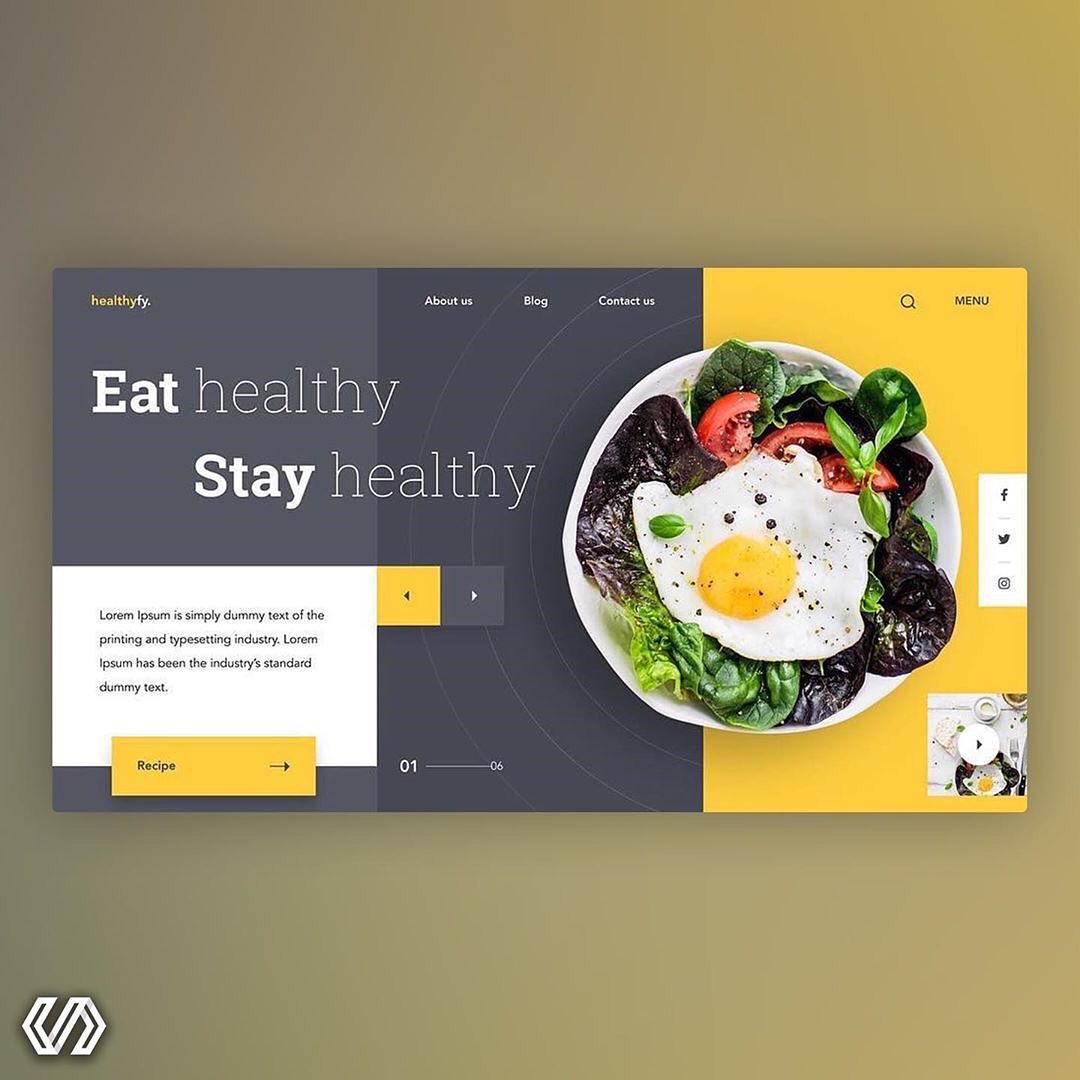 healthyfy.
About us
Blog
Contact us
MENU
Eat healthy
Stay healthy
Lorem Ipsum is simply dummy text of the
printing and typesetting industry. Lorem
Ipsum has been the industry’s standard
dummy text.
Recipe
01
06